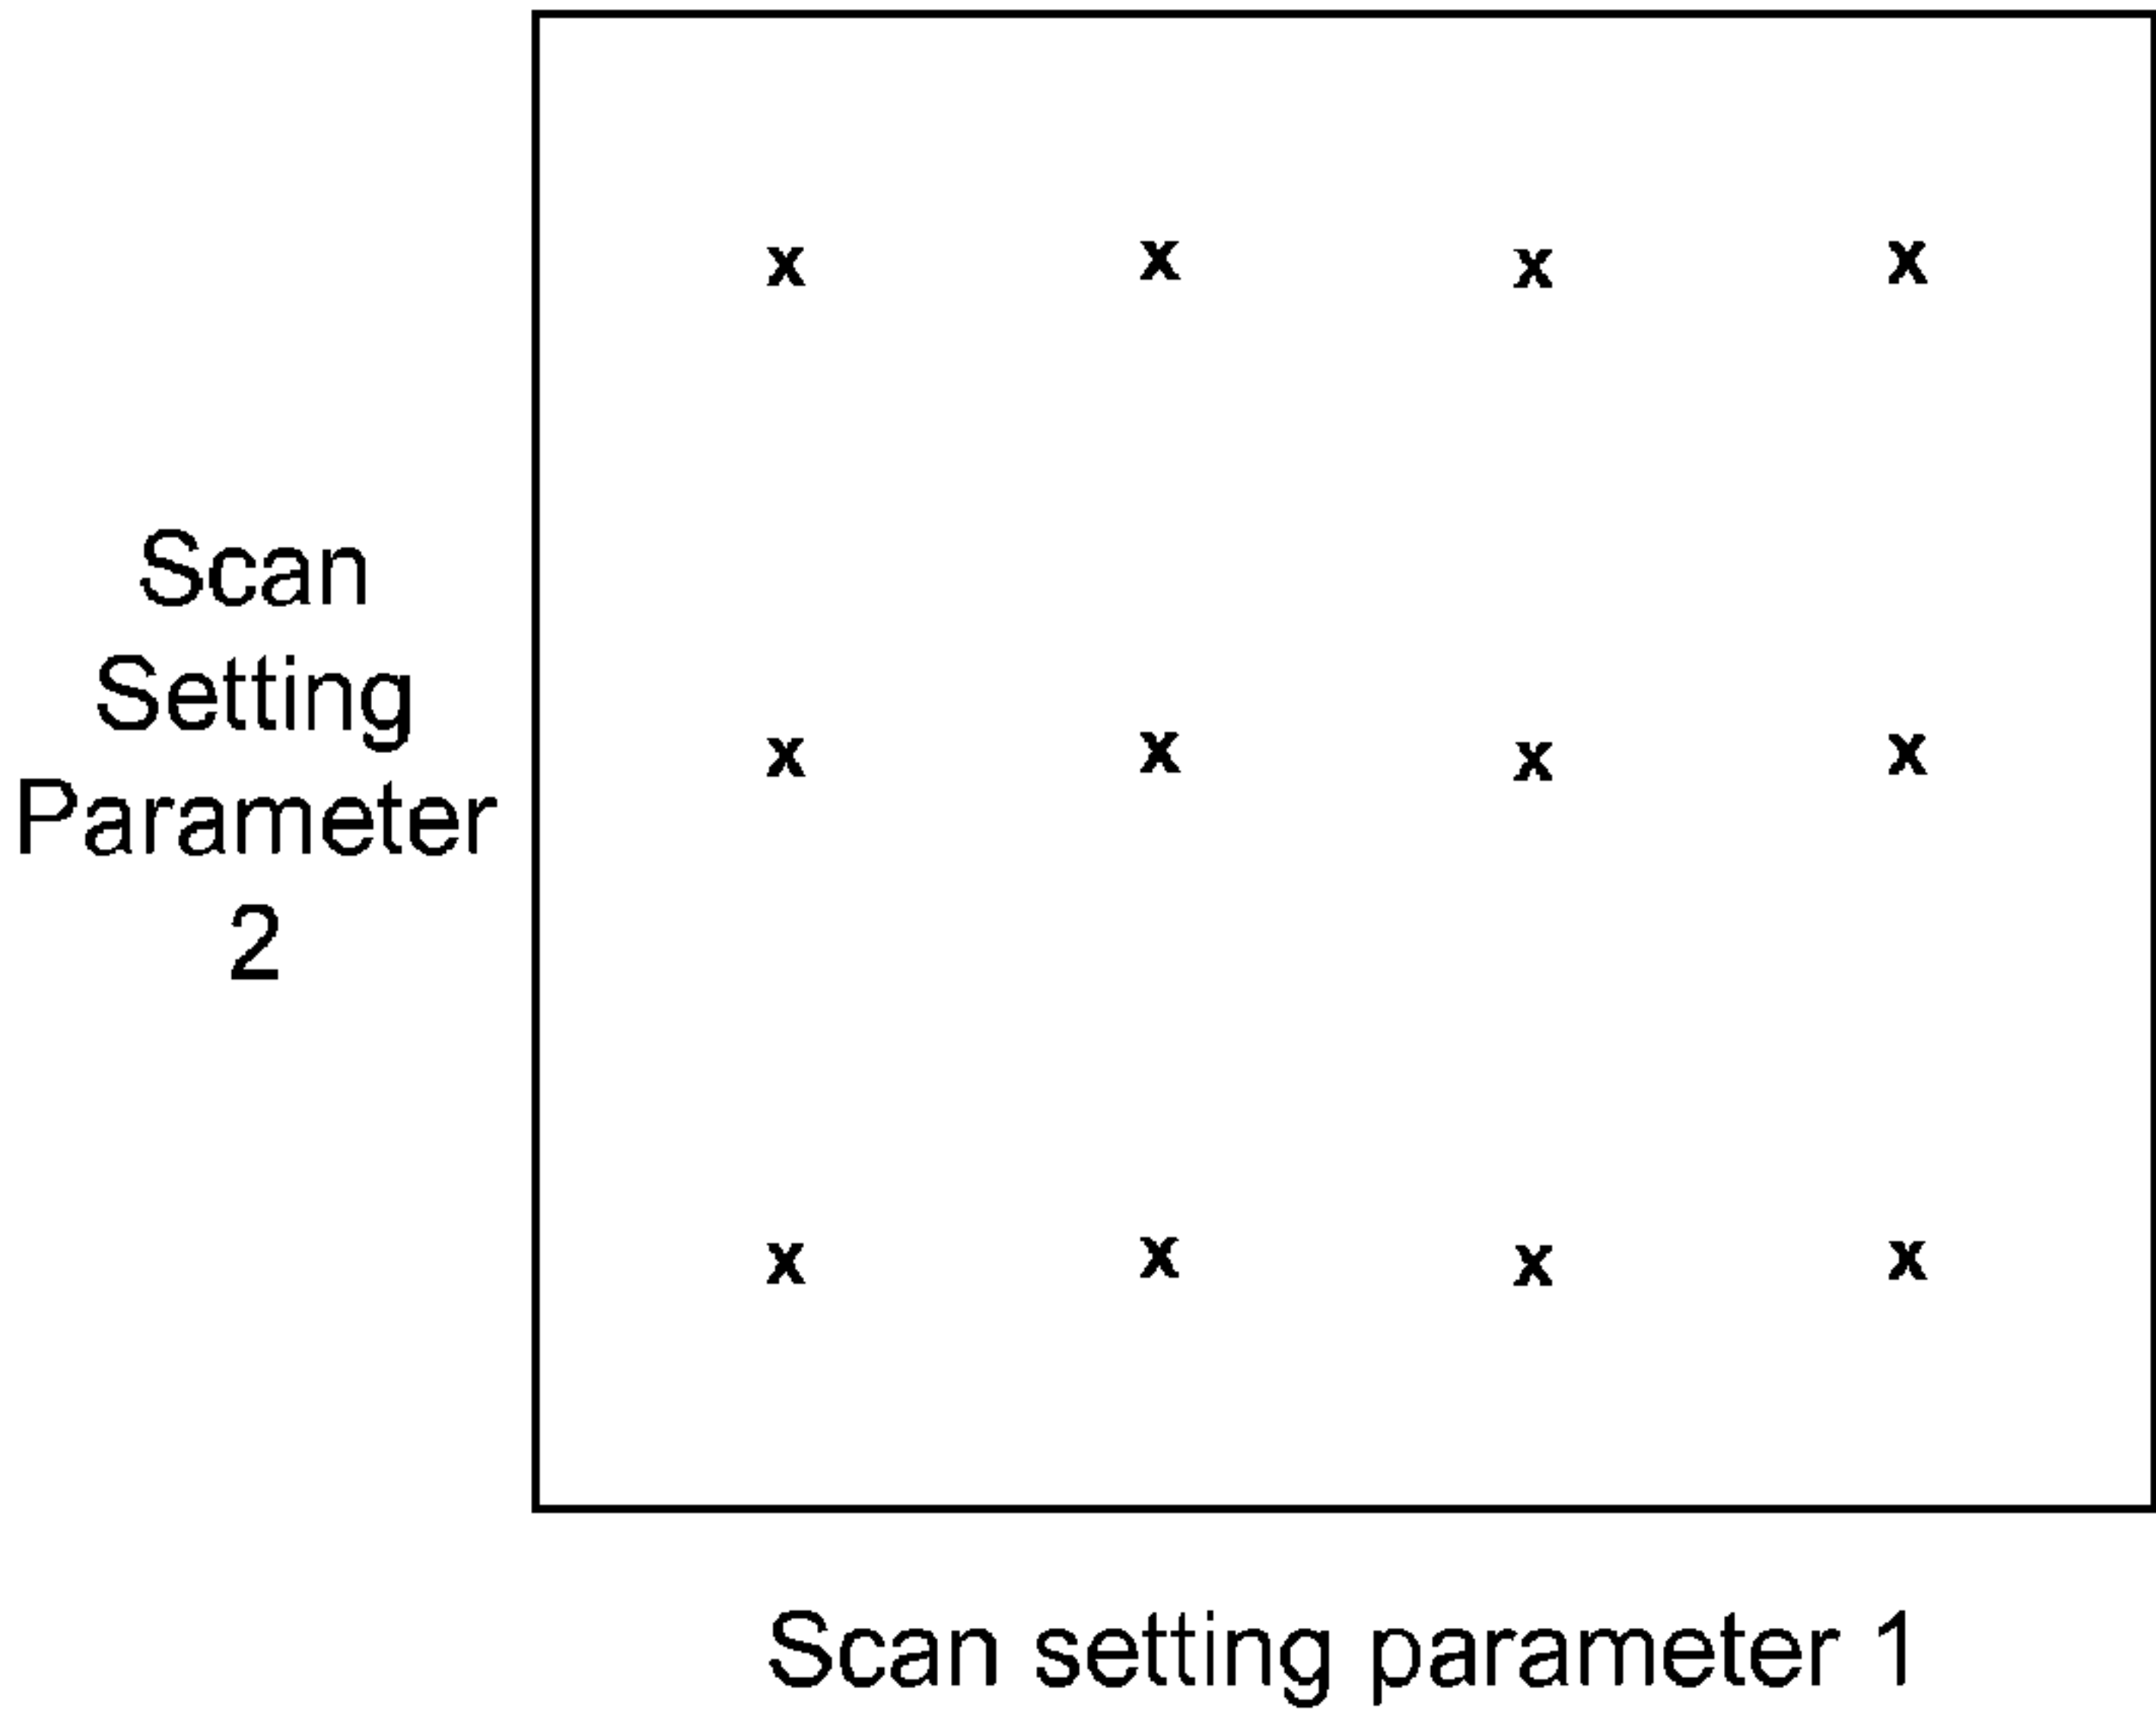 x x x x
Scan
Setting
Parameter
2
x x x x
x x x x
Scan setting parameter 1